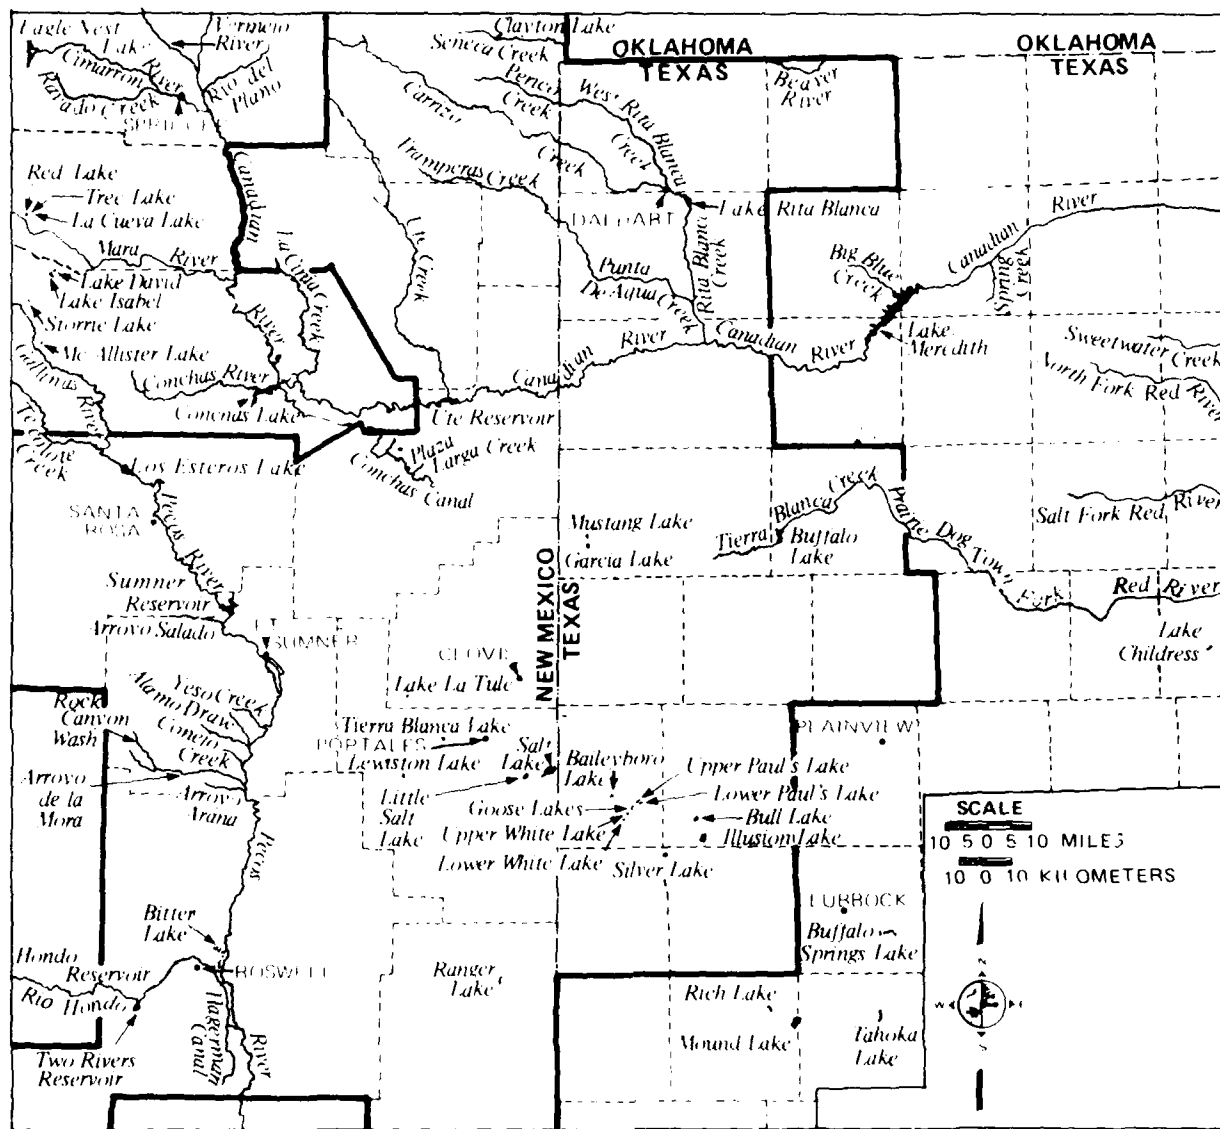 Clayton Lake
Seneca Creek
OKLAHOMA
TEXAS
OKLAHOMA
TEXAS
Eagle Nest
Lake
Vermejo
River
Cimarron River
Rayado Creek
Rio del
Plano
Perico
Creek
West Rita Blanca
Creek
Beaver
River
Carrizo
Creek
Tramperas Creek
Red Lake
Tree Lake
La Cueva Lake
Canadian
River
Ute Creek
DALHART
Lake Rita Blanca
Rita Blanca
Creek
Mara River
Lake David
Lake Isabel
Storrie Lake
La Cinta Creek
Punta
De Aqua Creek
Big Blue
Creek
Canadian River
Spring
Creek
Mc Allister Lake
Gallinas River
Conchas River
Conchas Lake
Canadian River
Canadian River
Lake
Meredith
Sweetwater Creek
North Fork Red River
Tecolote
Creek
Ute Reservoir
Plaza
Larga Creek
Conchas Canal
Los Esteros Lake
SANTA
ROSA
Pecos River
Tierra Blanca Creek
Prairie Dog Town Fork Red River
Salt Fork Red River
Mustang Lake
Garcia Lake
Buffalo
Lake
NEW MEXICO
TEXAS
Sumner
Reservoir
Arroyo Salado
SUMNER
CLOVIS
Lake La Tule
Lake
Childress
Rock
Canyon
Wash
Yeso Creek
Alamo Draw
Conejo
Creek
Tierra Blanca Lake
PORTALES
Lewiston Lake
Salt
Lake
Baileyboro
Lake
PLAINVIEW
Arroyo
de la
Mora
Arroyo
Arana
Little
Salt
Lake
Goose Lakes
Upper White Lake
Lower White Lake
Upper Paul's Lake
Lower Paul's Lake
Bull Lake
Illusion Lake
Silver Lake
SCALE
10 5 0 5 10 MILES
10 0 10 KILOMETERS
Pecos
River
Bitter
Lake
ROSWELL
Hondo
Reservoir
Rio Hondo
Hagerman
Canal
Two Rivers
Reservoir
Ranger
Lake
LUBBOCK
Buffalo
Springs Lake
Rich Lake
Mound Lake
Tahoka
Lake
W